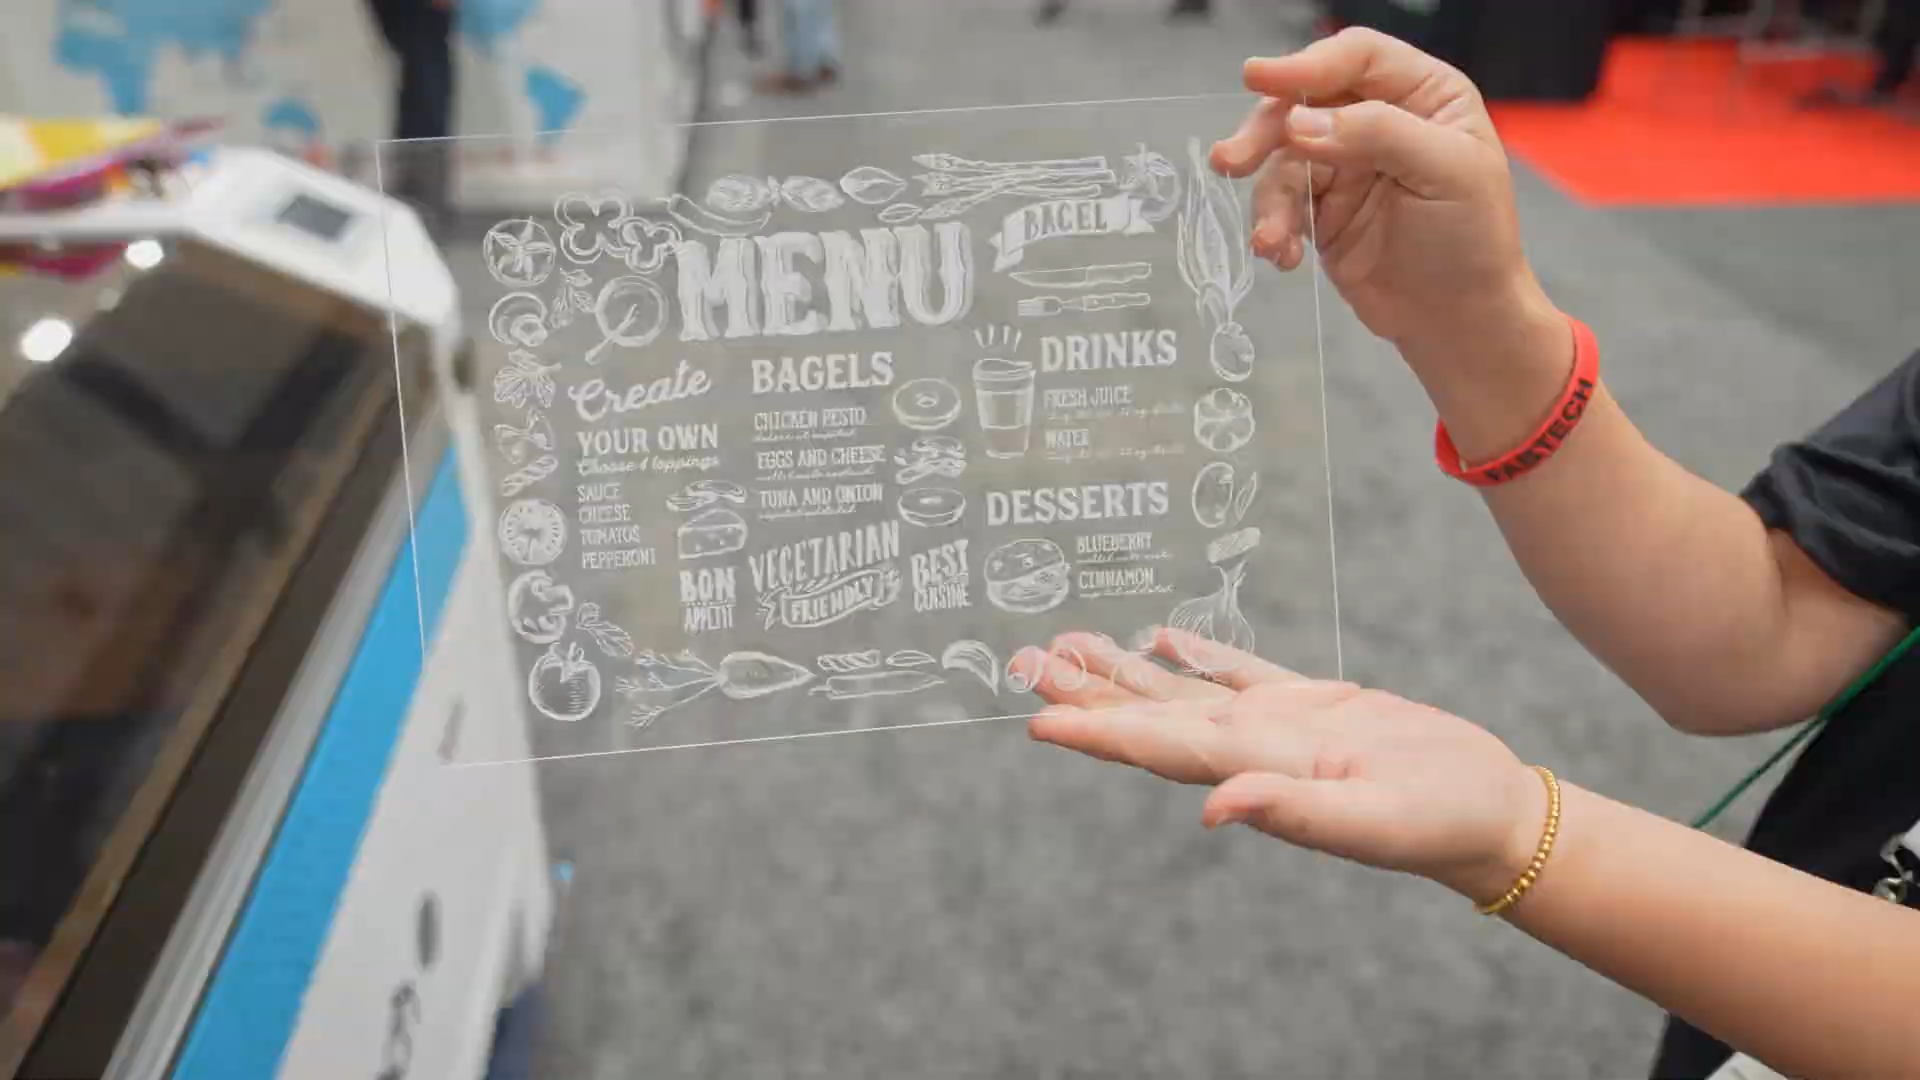 MENU
BAGEL
Create
YOUR OWN
Choose 4 toppings
SAUCE
CHEESE
TOMATOS
PEPPERONI
BAGELS
CHICKEN PESTO
EGGS AND CHEESE
TUNA AND ONION
DRINKS
FRESH JUICE
WATER
DESSERTS
BLUEBERRY
CINNAMON
BON
APPETIT
VEGETARIAN
FRIENDLY
BEST
CUISINE
FASTECH